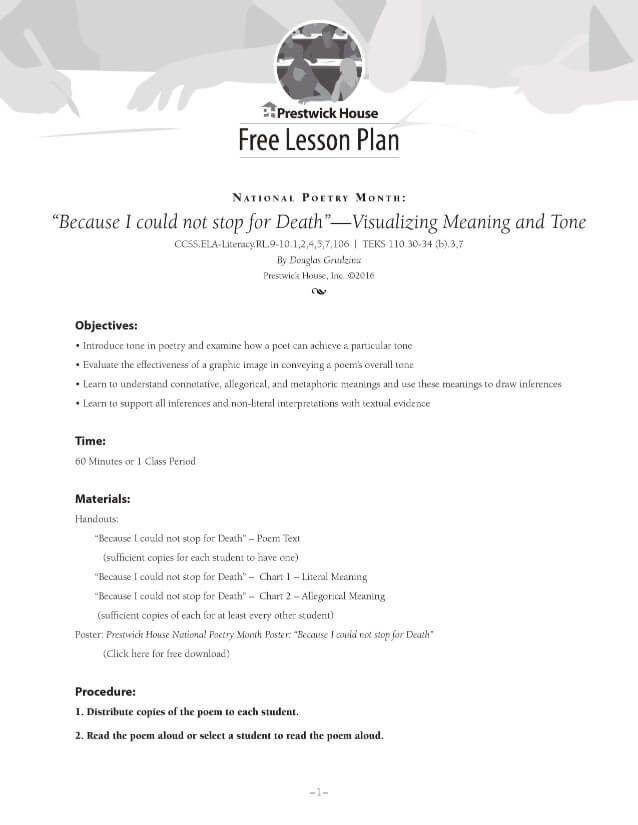 PH Prestwick House
Free Lesson Plan
National Poetry Month:
“Because I could not stop for Death”—Visualizing Meaning and Tone
CCSS.ELA-Literacy.RL.9-10.1,2,4,5,7,106 | TEKS 110.30-34 (b).3,7
By Douglas Grudzina
Prestwick House, Inc. ©2016
Objectives:
• Introduce tone in poetry and examine how a poet can achieve a particular tone
• Evaluate the effectiveness of a graphic image in conveying a poem’s overall tone
• Learn to understand connotative, allegorical, and metaphoric meanings and use these meanings to draw inferences
• Learn to support all inferences and non-literal interpretations with textual evidence
Time:
60 Minutes or 1 Class Period
Materials:
Handouts:
“Because I could not stop for Death” – Poem Text
(sufficient copies for each student to have one)
“Because I could not stop for Death” – Chart 1 – Literal Meaning
“Because I could not stop for Death” – Chart 2 – Allegorical Meaning
(sufficient copies of each for at least every other student)
Poster: Prestwick House National Poetry Month Poster: “Because I could not stop for Death”
(Click here for free download)
Procedure:
1. Distribute copies of the poem to each student.
2. Read the poem aloud or select a student to read the poem aloud.
–1–